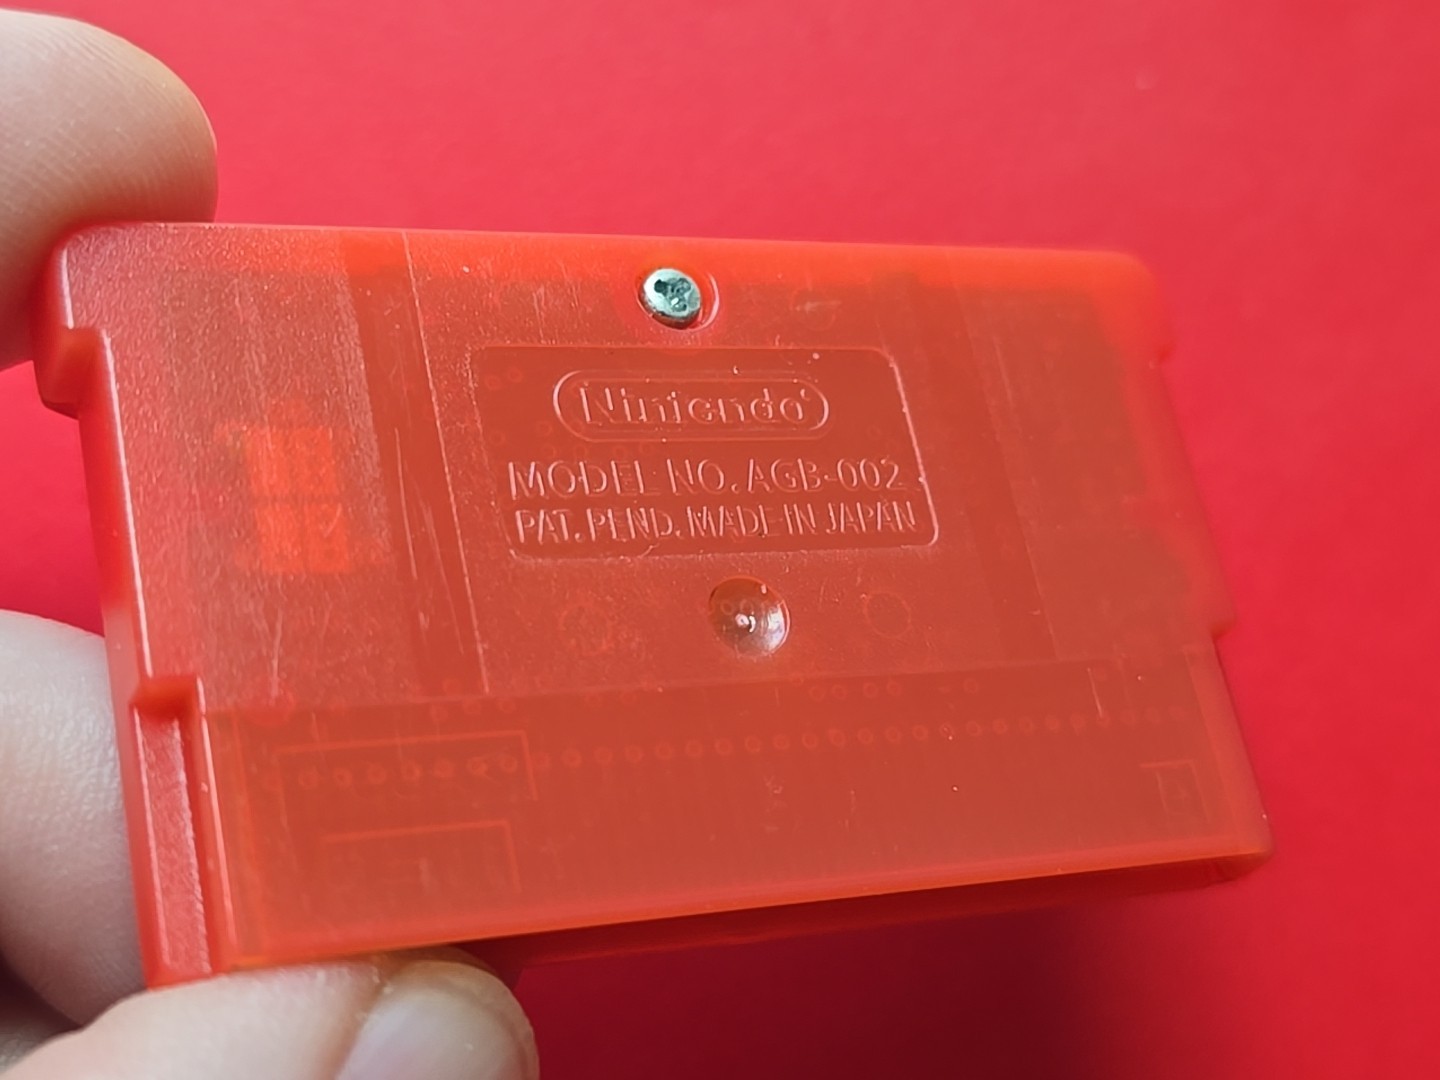 Nintendo
MODEL NO. AGB-002
PAT. PEND. MADE IN JAPAN